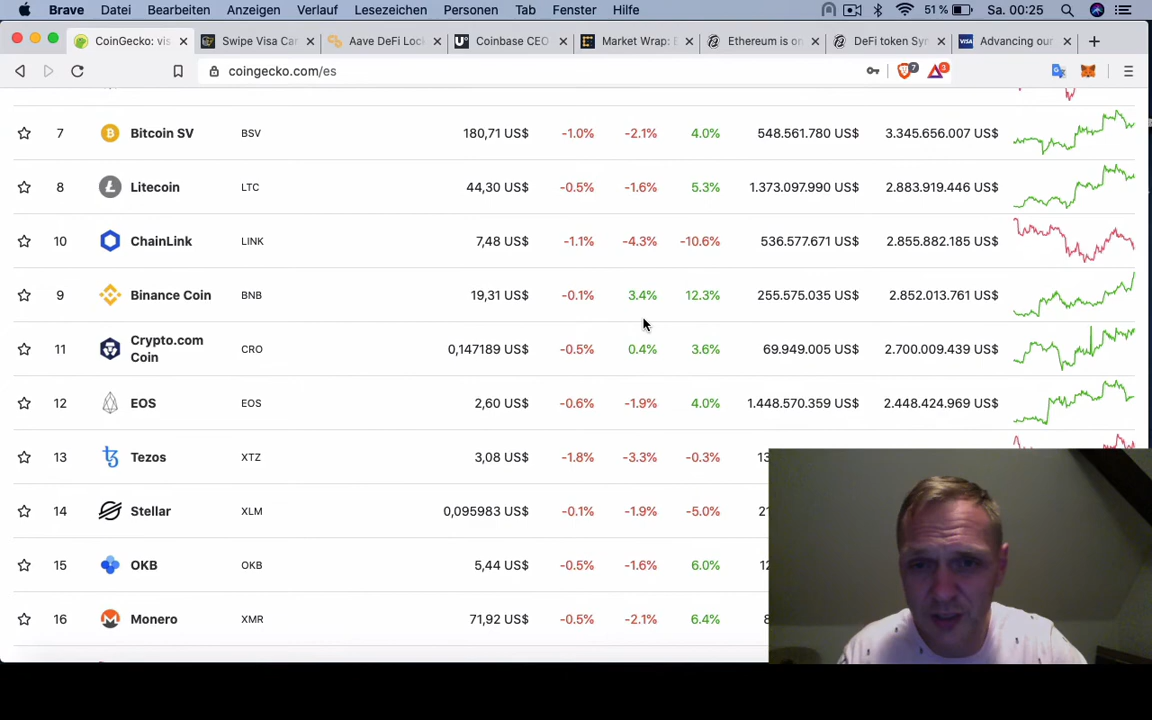 Brave Datei Bearbeiten Anzeigen Verlauf Lesezeichen Personen Tab Fenster Hilfe 51 % Sa. 00:25
CoinGecko: vis Swipe Visa Car Aave DeFi Loc Coinbase CEO Market Wrap: E Ethereum is on DeFi token Syn VISA Advancing our
coingecko.com/es 7 3
7 Bitcoin SV BSV 180,71 US$ -1.0% -2.1% 4.0% 548.561.780 US$ 3.345.656.007 US$
8 Litecoin LTC 44,30 US$ -0.5% -1.6% 5.3% 1.373.097.990 US$ 2.883.919.446 US$
10 ChainLink LINK 7,48 US$ -1.1% -4.3% -10.6% 536.577.671 US$ 2.855.882.185 US$
9 Binance Coin BNB 19,31 US$ -0.1% 3.4% 12.3% 255.575.035 US$ 2.852.013.761 US$
11 Crypto.com Coin CRO 0,147189 US$ -0.5% 0.4% 3.6% 69.949.005 US$ 2.700.009.439 US$
12 EOS EOS 2,60 US$ -0.6% -1.9% 4.0% 1.448.570.359 US$ 2.448.424.969 US$
13 Tezos XTZ 3,08 US$ -1.8% -3.3% -0.3% 13
14 Stellar XLM 0,095983 US$ -0.1% -1.9% -5.0% 21
15 OKB OKB 5,44 US$ -0.5% -1.6% 6.0% 12
16 Monero XMR 71,92 US$ -0.5% -2.1% 6.4% 8